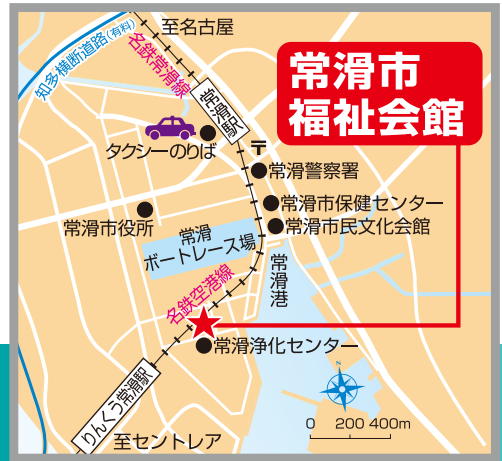 至名古屋
知多横断道路(有料)
名鉄常滑線
常滑市
福祉会館
常滑駅
タクシーのりば
〒
常滑警察署
常滑市保健センター
常滑市役所
常滑市民文化会館
常滑
ボートレース場
常滑港
名鉄空港線
常滑浄化センター
りんくう常滑駅
N
至セントレア
0 200 400m